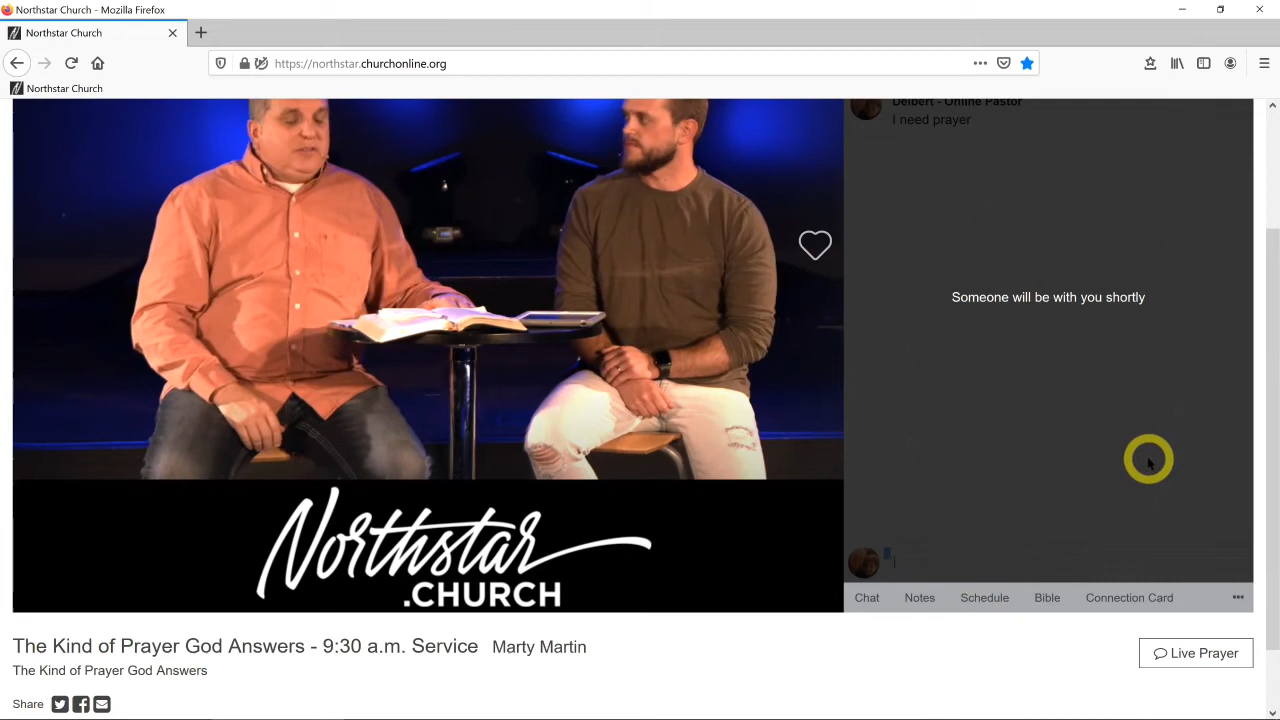 Northstar Church - Mozilla Firefox
Northstar Church
https://northstar.churchonline.org
Northstar Church
Delbert - Online Pastor
I need prayer
Someone will be with you shortly
Northstar
.CHURCH
Chat Notes Schedule Bible Connection Card
The Kind of Prayer God Answers - 9:30 a.m. Service Marty Martin
The Kind of Prayer God Answers
Live Prayer
Share